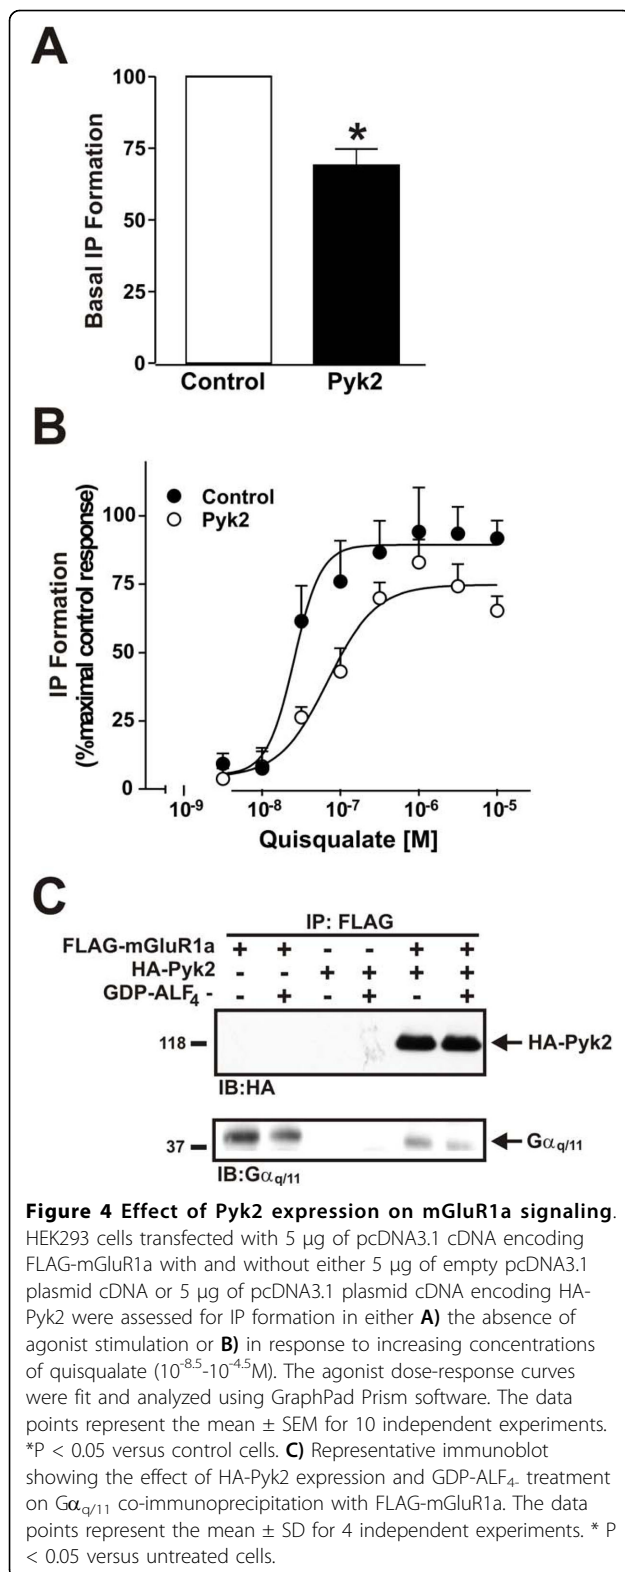 A
100
75
50
25
0
Basal IP Formation
*
Control
Pyk2
B
IP Formation
(%maximal control response)
100
75
50
25
0
Control
Pyk2
10-9
10-8
10-7
10-6
10-5
Quisqualate [M]
C
IP: FLAG
FLAG-mGluR1a + + - - + +
HA-Pyk2 - - + + + +
GDP-ALF4 - - + - + - +
118
HA-Pyk2
IB:HA
37
Gαq/11
IB:Gαq/11
Figure 4 Effect of Pyk2 expression on mGluR1a signaling.
HEK293 cells transfected with 5 μg of pcDNA3.1 cDNA encoding
FLAG-mGluR1a with and without either 5 μg of empty pcDNA3.1
plasmid cDNA or 5 μg of pcDNA3.1 plasmid cDNA encoding HA-
Pyk2 were assessed for IP formation in either A) the absence of
agonist stimulation or B) in response to increasing concentrations
of quisqualate (10-8.5-10-4.5M). The agonist dose-response curves
were fit and analyzed using GraphPad Prism software. The data
points represent the mean ± SEM for 10 independent experiments.
*P < 0.05 versus control cells. C) Representative immunoblot
showing the effect of HA-Pyk2 expression and GDP-ALF4- treatment
on Gαq/11 co-immunoprecipitation with FLAG-mGluR1a. The data
points represent the mean ± SD for 4 independent experiments. * P
< 0.05 versus untreated cells.